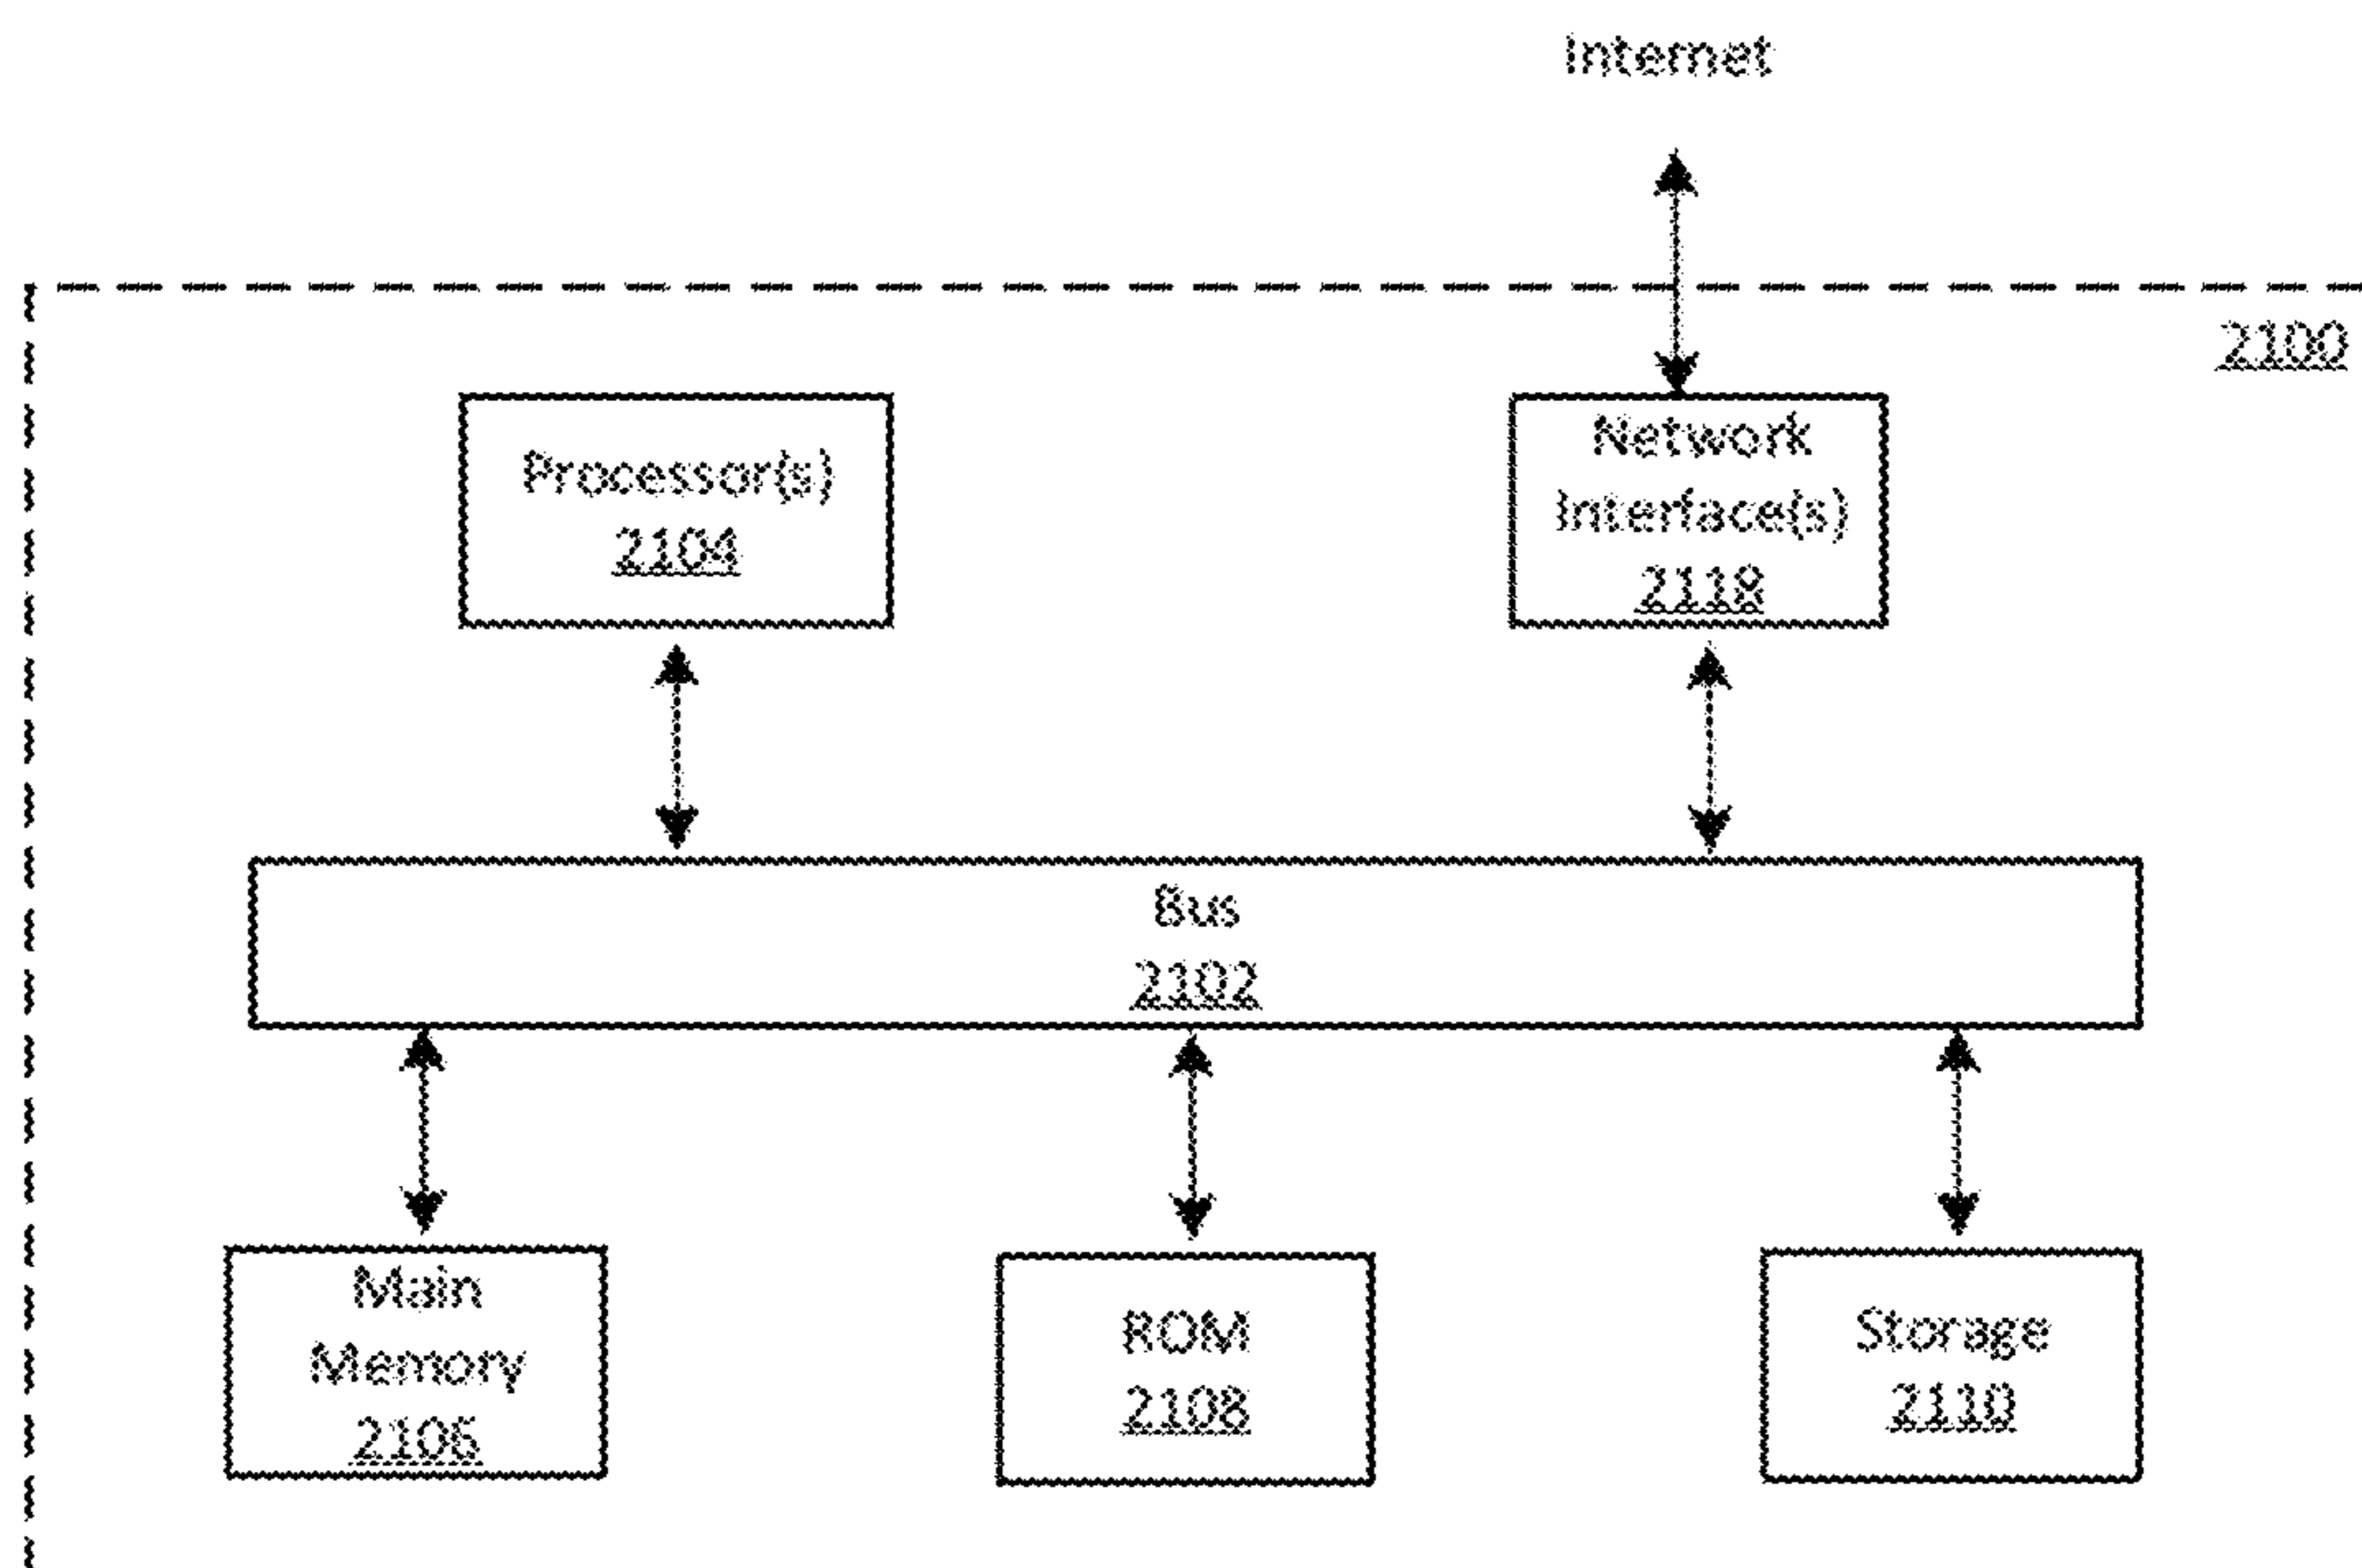 Internet
2100
Processor(s)
2104
Network
Interface(s)
2118
Bus
2102
Main
Memory
2106
ROM
2108
Storage
2110